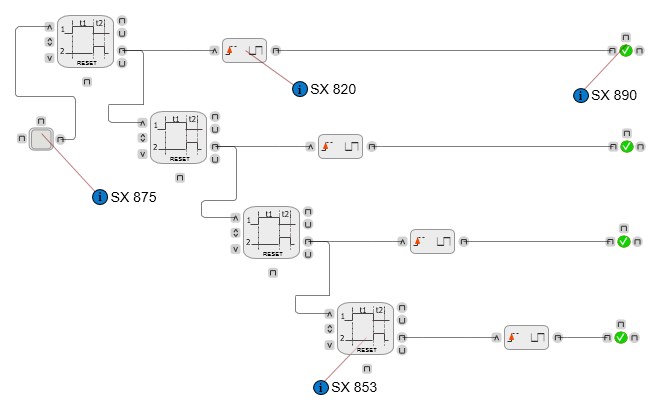 t1 t2
1
2
RESET
SX 820
SX 890
t1 t2
1
2
RESET
SX 875
t1 t2
1
2
RESET
t1 t2
1
2
RESET
SX 853